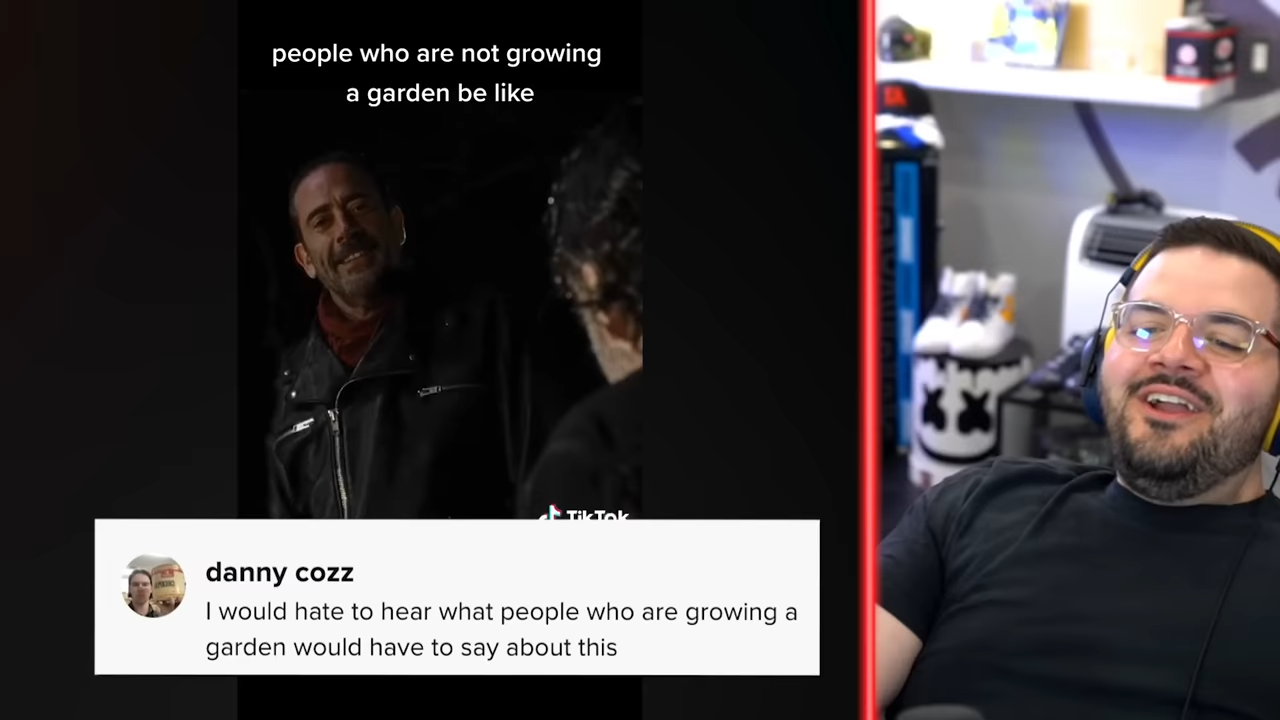 people who are not growing
a garden be like
TikTok
danny cozz
I would hate to hear what people who are growing a
garden would have to say about this